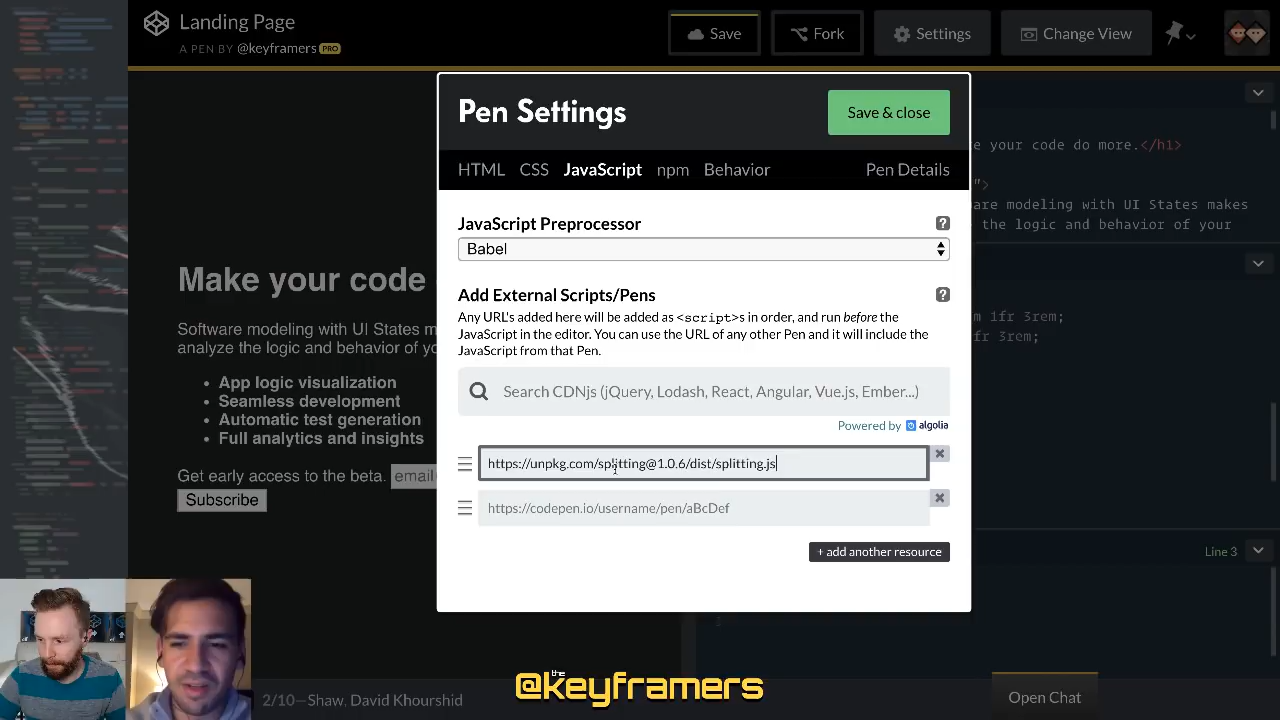 Landing Page
A PEN BY @keyframers PRO
Save
Fork
Settings
Change View
Pen Settings
Save & close
HTML CSS JavaScript npm Behavior Pen Details
JavaScript Preprocessor
Babel
Add External Scripts/Pens
Any URL's added here will be added as <script>s in order, and run before the
JavaScript in the editor. You can use the URL of any other Pen and it will include the
JavaScript from that Pen.
Search CDNjs (jQuery, Lodash, React, Angular, Vue.js, Ember...)
Powered by algolia
https://unpkg.com/splitting@1.0.6/dist/splitting.js
https://codepen.io/username/pen/aBcDef
+ add another resource
Make your code
Software modeling with UI States m
analyze the logic and behavior of yo
App logic visualization
Seamless development
Automatic test generation
Full analytics and insights
Get early access to the beta. email
Subscribe
e your code do more.</h1>
">
are modeling with UI States makes
the logic and behavior of your
m 1fr 3rem;
fr 3rem;
Line 3
2/10—Shaw, David Khourshid
the
@keyframers
Open Chat